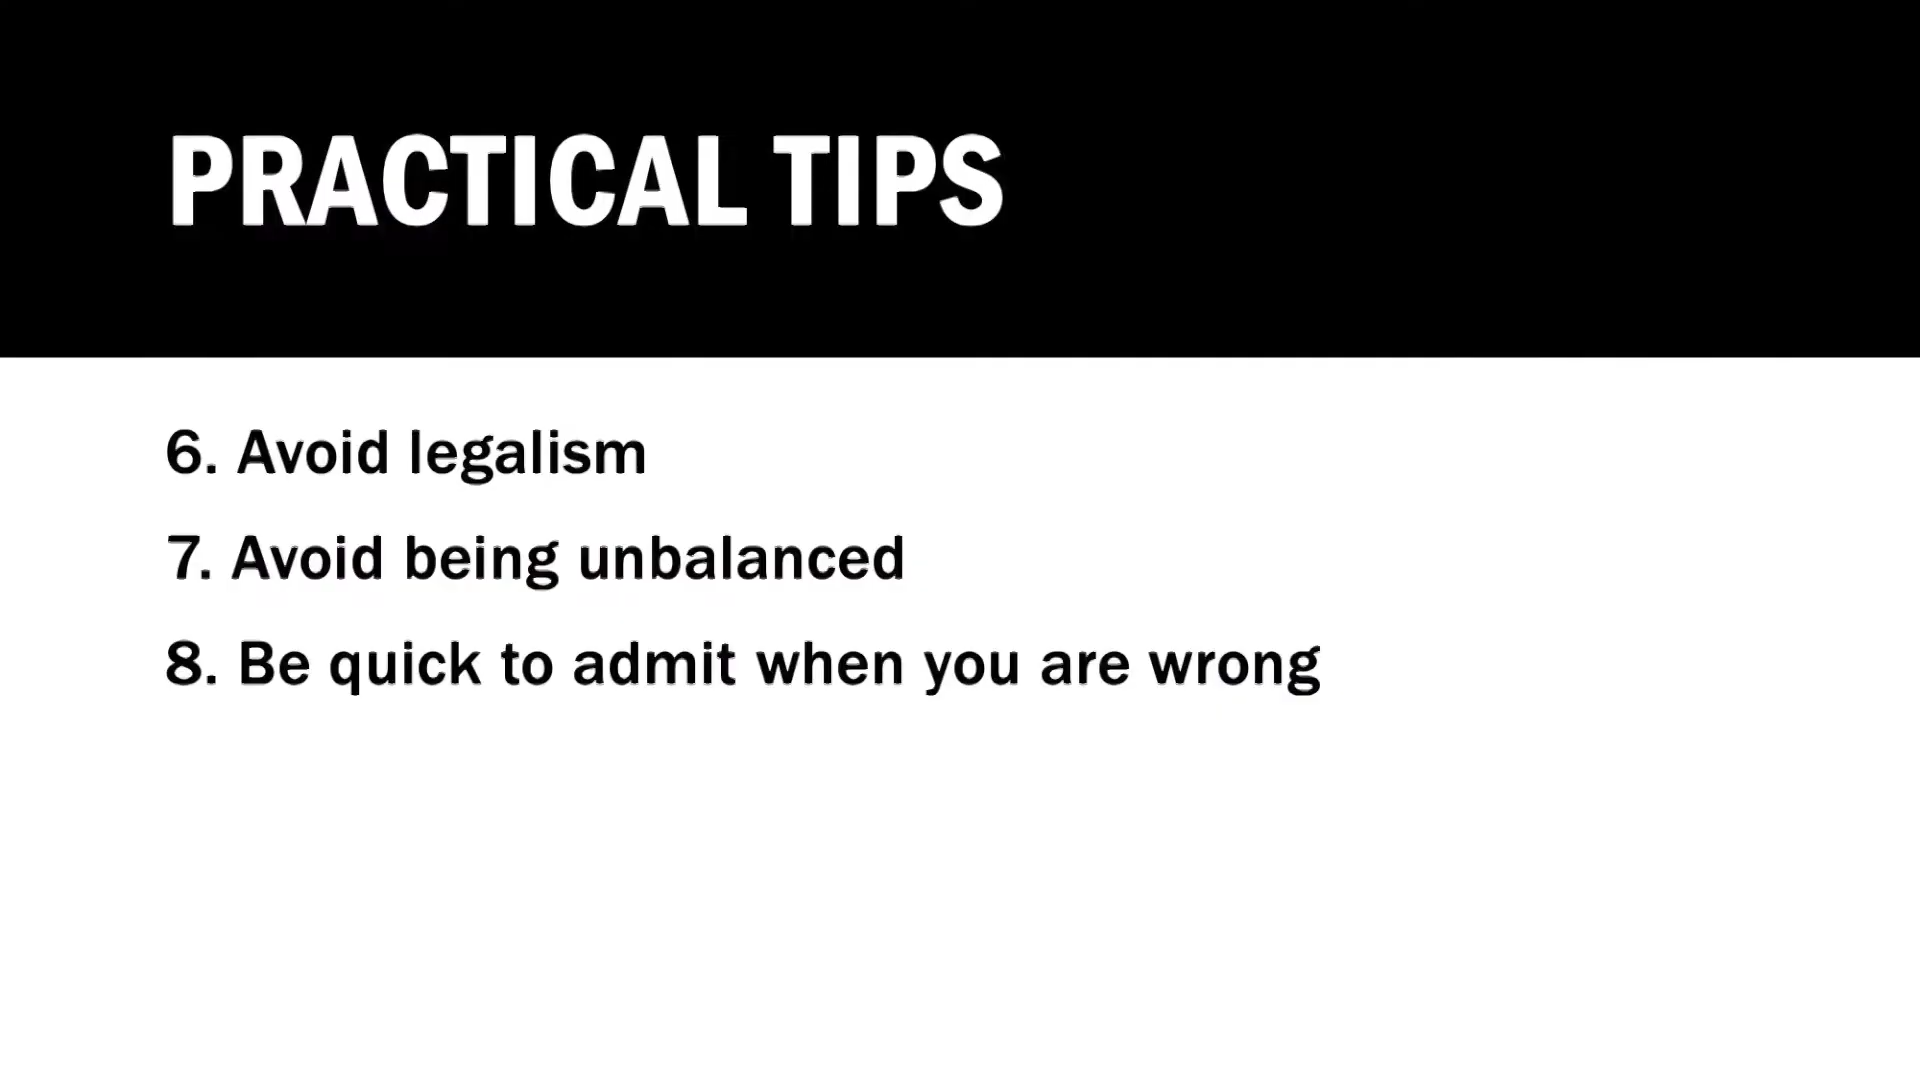 PRACTICAL TIPS
6. Avoid legalism
7. Avoid being unbalanced
8. Be quick to admit when you are wrong